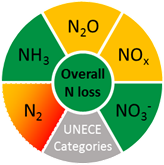 N₂O
NH₃
NOₓ
Overall
N loss
N₂
NO₃⁻
UNECE
Categories